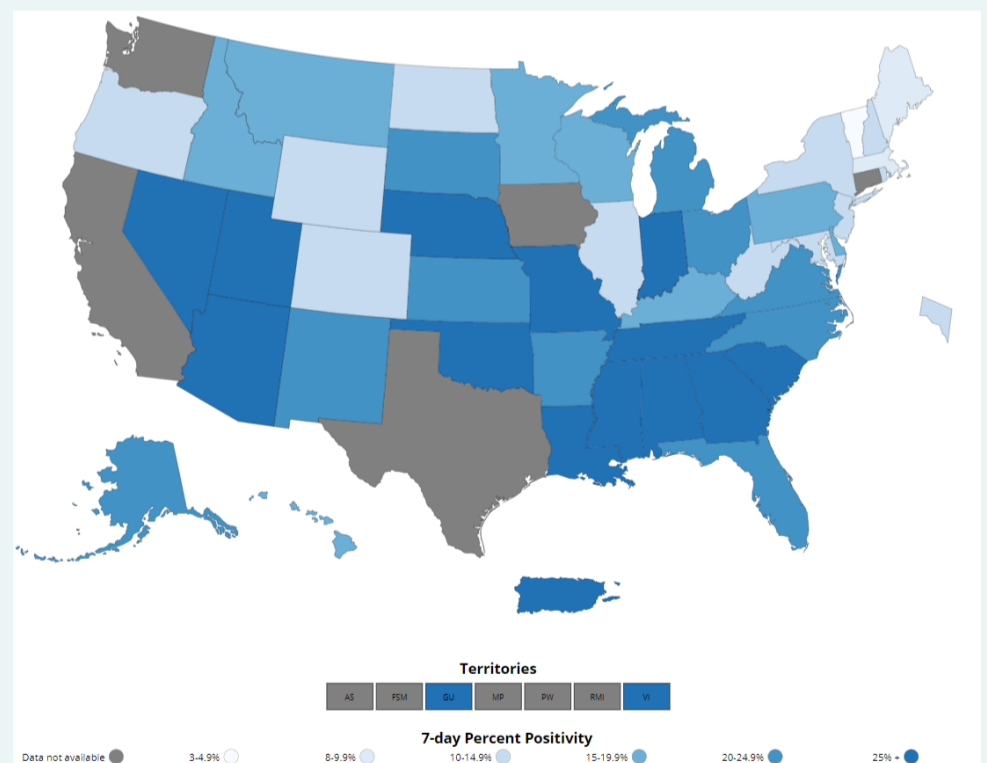 Territories
AS FSM GU MP PW RMI VI
7-day Percent Positivity
Data not available 3-4.9% 8-9.9% 10-14.9% 15-19.9% 20-24.9% 25% +